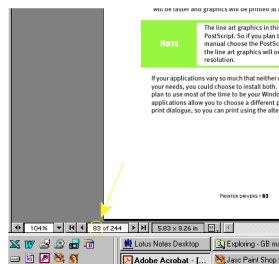 will be faster and graphics will be printed at
NOTE
The line art graphics in this
PostScript. So if you plan t
manual choose the PostSc
the line art graphics will o
resolution.
If your applications vary so much that neither
your needs, you could choose to install both.
plan to use most of the time to be your Windo
applications allow you to choose a different p
print dialogue, so you can print using the alte
PRINTER DRIVERS • 83
104% 83 of 244 5.83 x 8.26 in
Lotus Notes Desktop Exploring - GB ma
Adobe Acrobat - [... Jasc Paint Shop